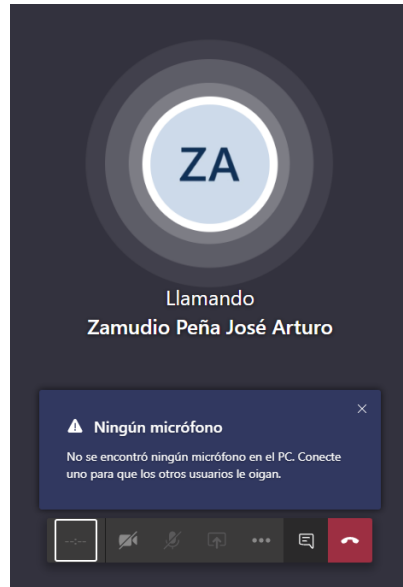 ZA
Llamando
Zamudio Peña José Arturo
Ningún micrófono
No se encontró ningún micrófono en el PC. Conecte
uno para que los otros usuarios le oigan.
--:--